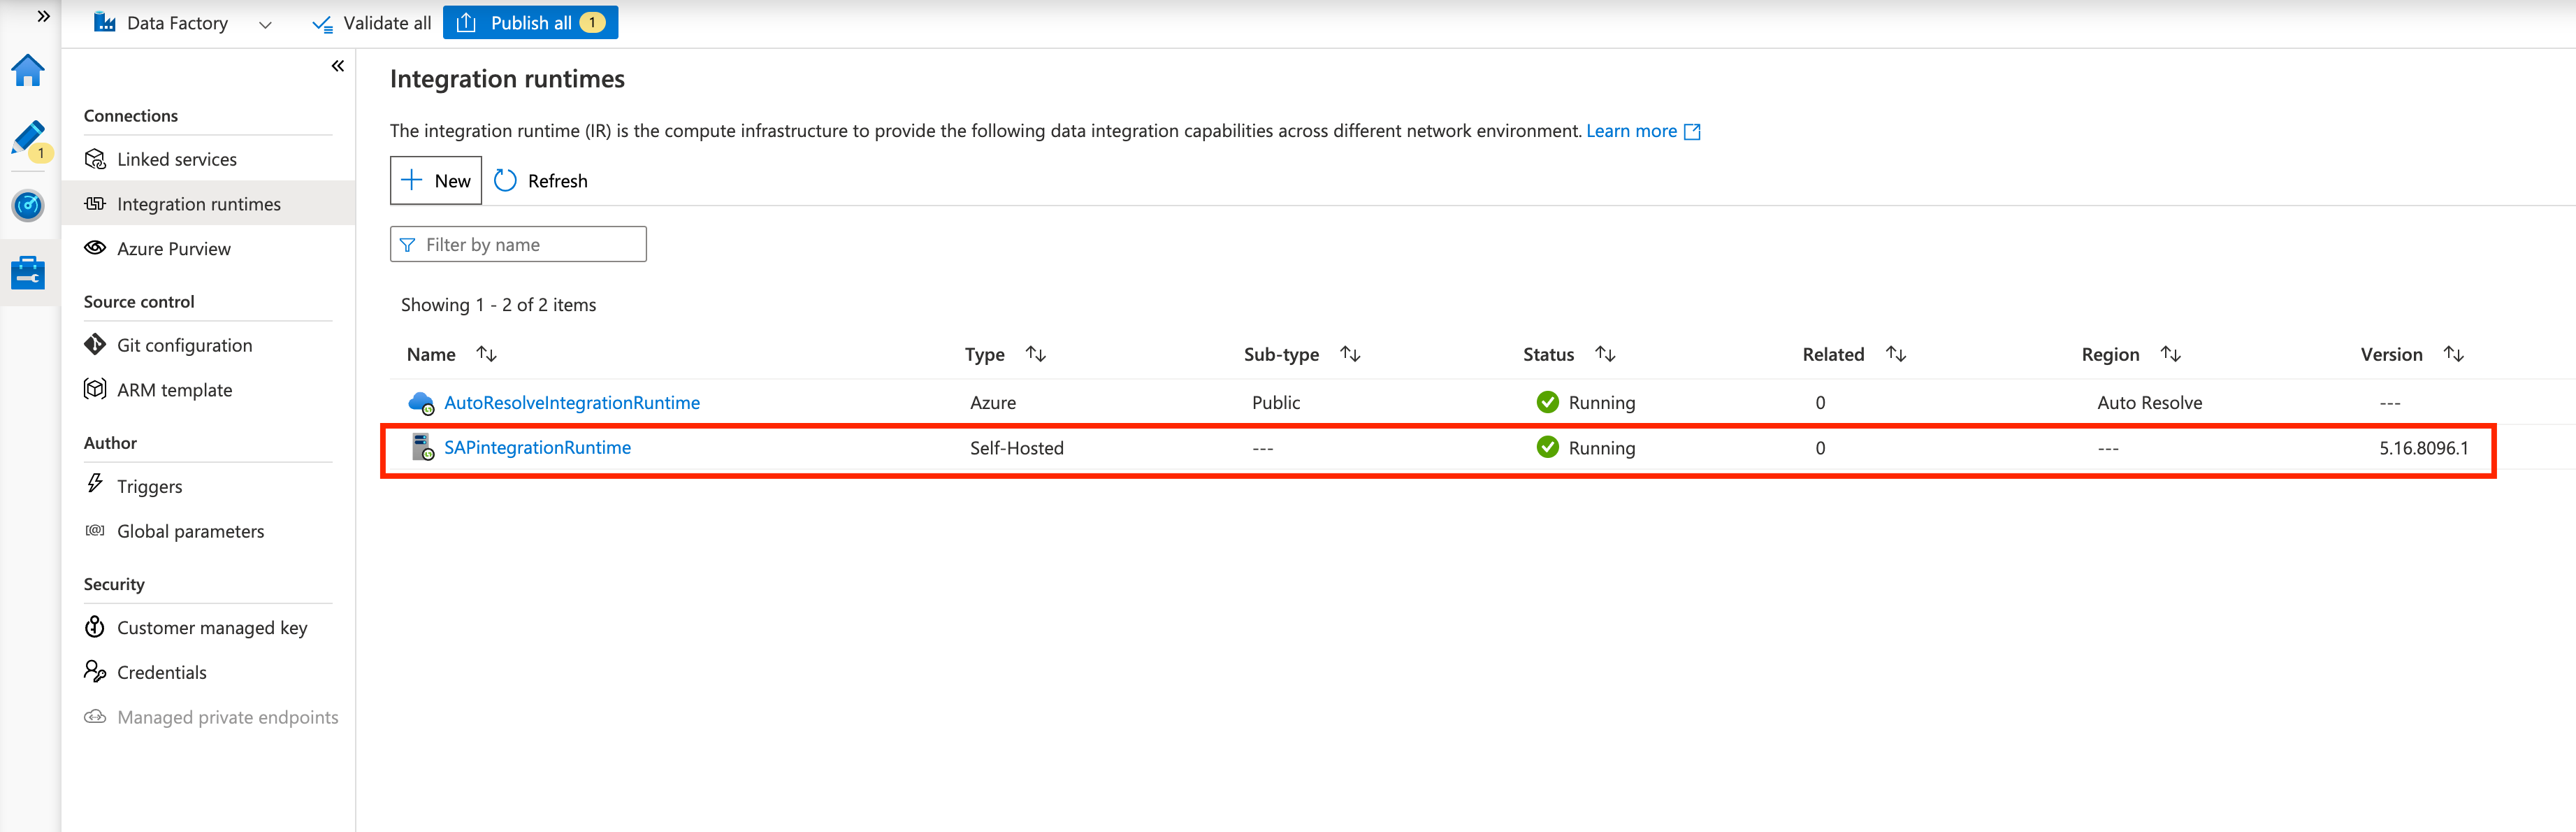 Data Factory Validate all Publish all 1
1
Connections
Linked services
Integration runtimes
Azure Purview
Source control
Git configuration
ARM template
Author
Triggers
Global parameters
Security
Customer managed key
Credentials
Managed private endpoints
Integration runtimes
The integration runtime (IR) is the compute infrastructure to provide the following data integration capabilities across different network environment. Learn more
New Refresh
Filter by name
Showing 1 - 2 of 2 items
Name Type Sub-type Status Related Region Version
AutoResolveIntegrationRuntime Azure Public Running 0 Auto Resolve ---
SAPintegrationRuntime Self-Hosted --- Running 0 --- 5.16.8096.1